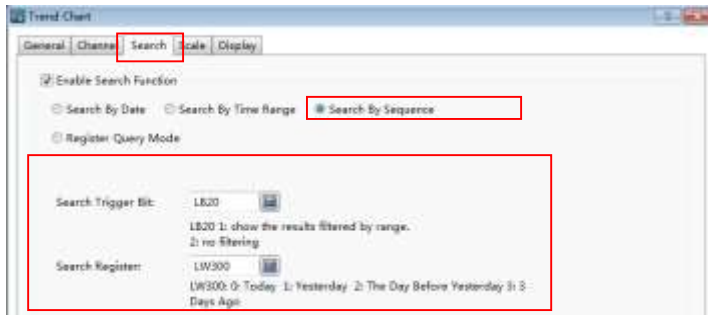 Trend Chart
General Channel Search Scale Display
Enable Search Function
Search By Date Search By Time Range Search By Sequence
Register Query Mode
Search Trigger Bit: LB20
LB20 1: show the results filtered by range.
2: no filtering
Search Register: LW300
LW300: 0: Today 1: Yesterday 2: The Day Before Yesterday 3: 3
Days Ago